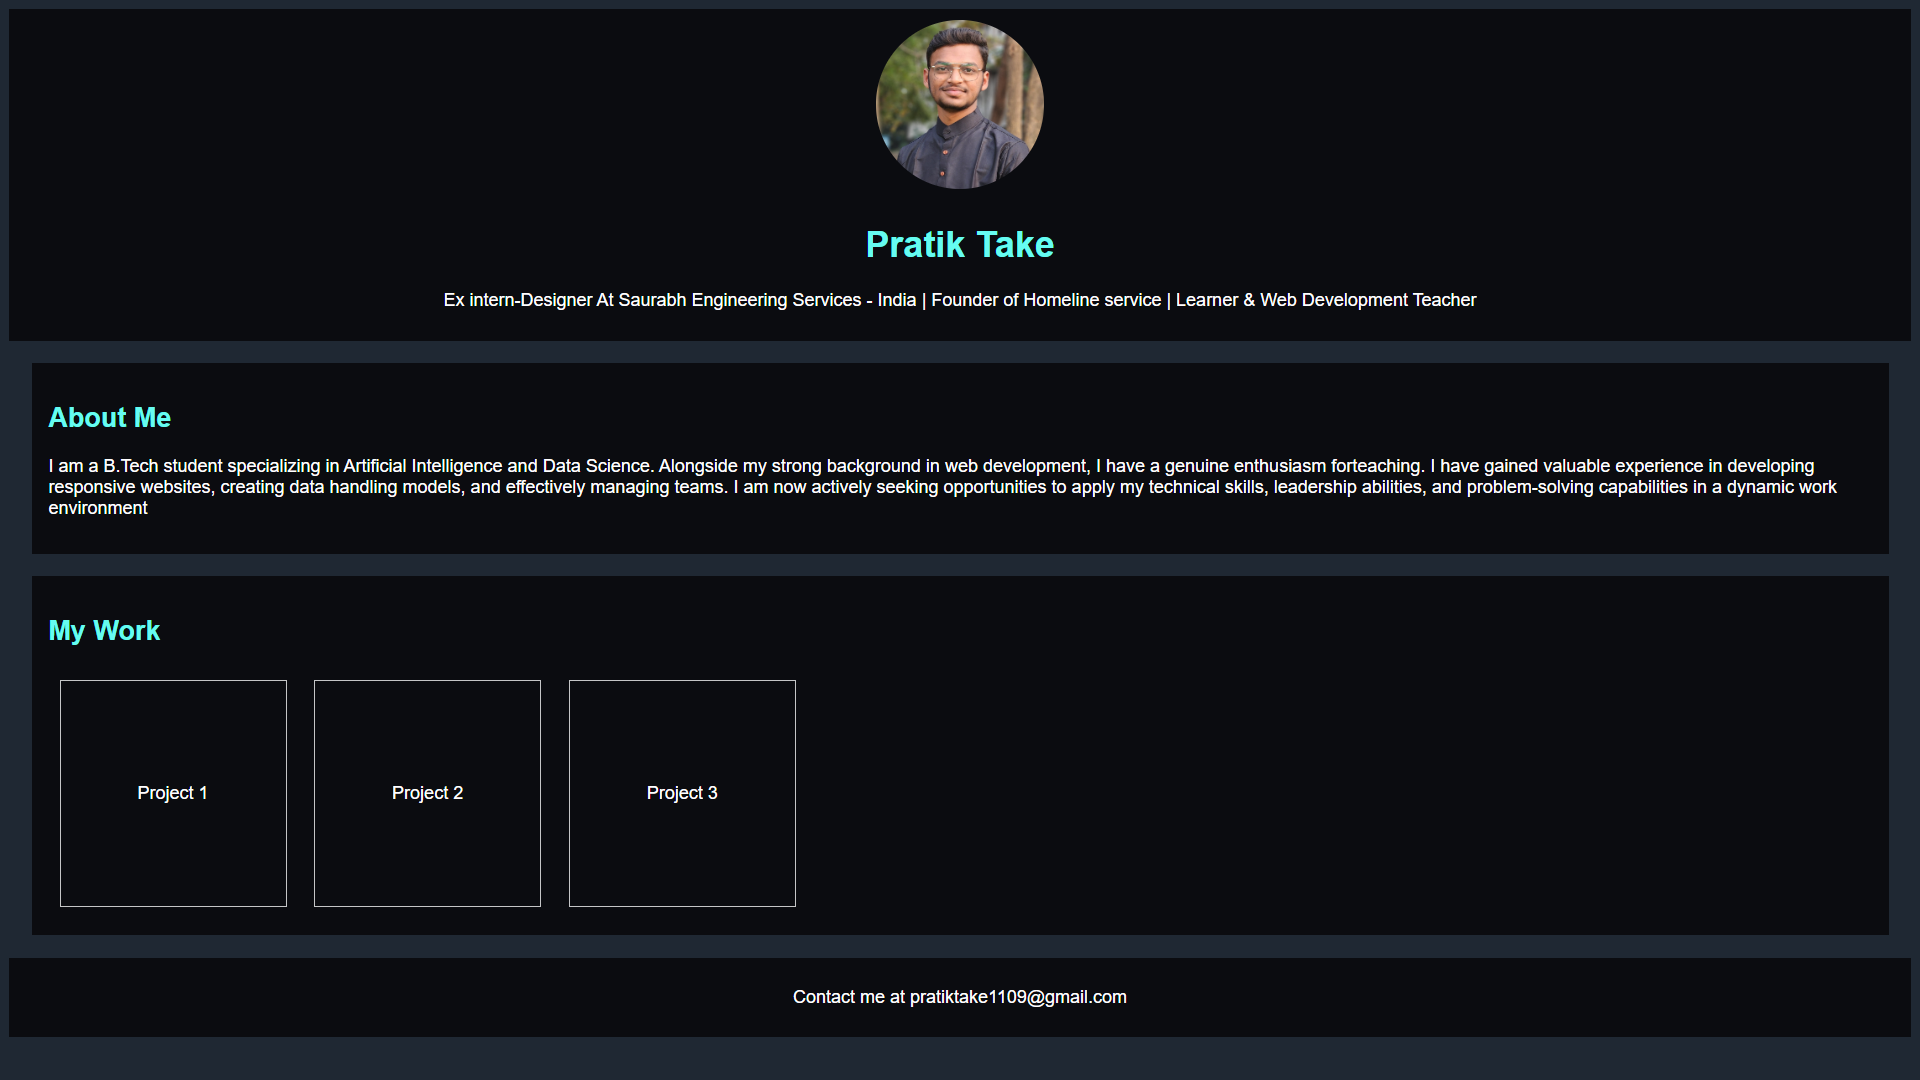 Pratik Take
Ex intern-Designer At Saurabh Engineering Services - India | Founder of Homeline service | Learner & Web Development Teacher
About Me
I am a B.Tech student specializing in Artificial Intelligence and Data Science. Alongside my strong background in web development, I have a genuine enthusiasm forteaching. I have gained valuable experience in developing
responsive websites, creating data handling models, and effectively managing teams. I am now actively seeking opportunities to apply my technical skills, leadership abilities, and problem-solving capabilities in a dynamic work
environment
My Work
Project 1
Project 2
Project 3
Contact me at pratiktake1109@gmail.com